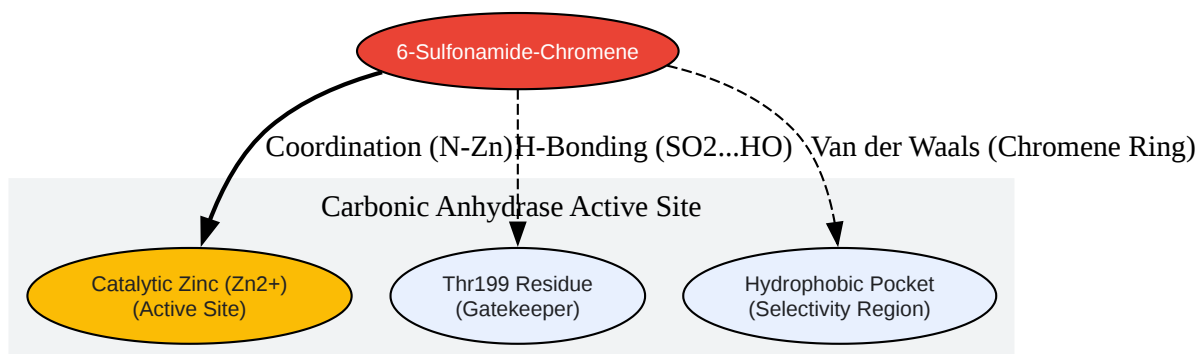 6-Sulfonamide-Chromene
Coordination (N-Zn)
H-Bonding (SO2...HO)
Van der Waals (Chromene Ring)
Carbonic Anhydrase Active Site
Catalytic Zinc (Zn2+)
(Active Site)
Thr199 Residue
(Gatekeeper)
Hydrophobic Pocket
(Selectivity Region)